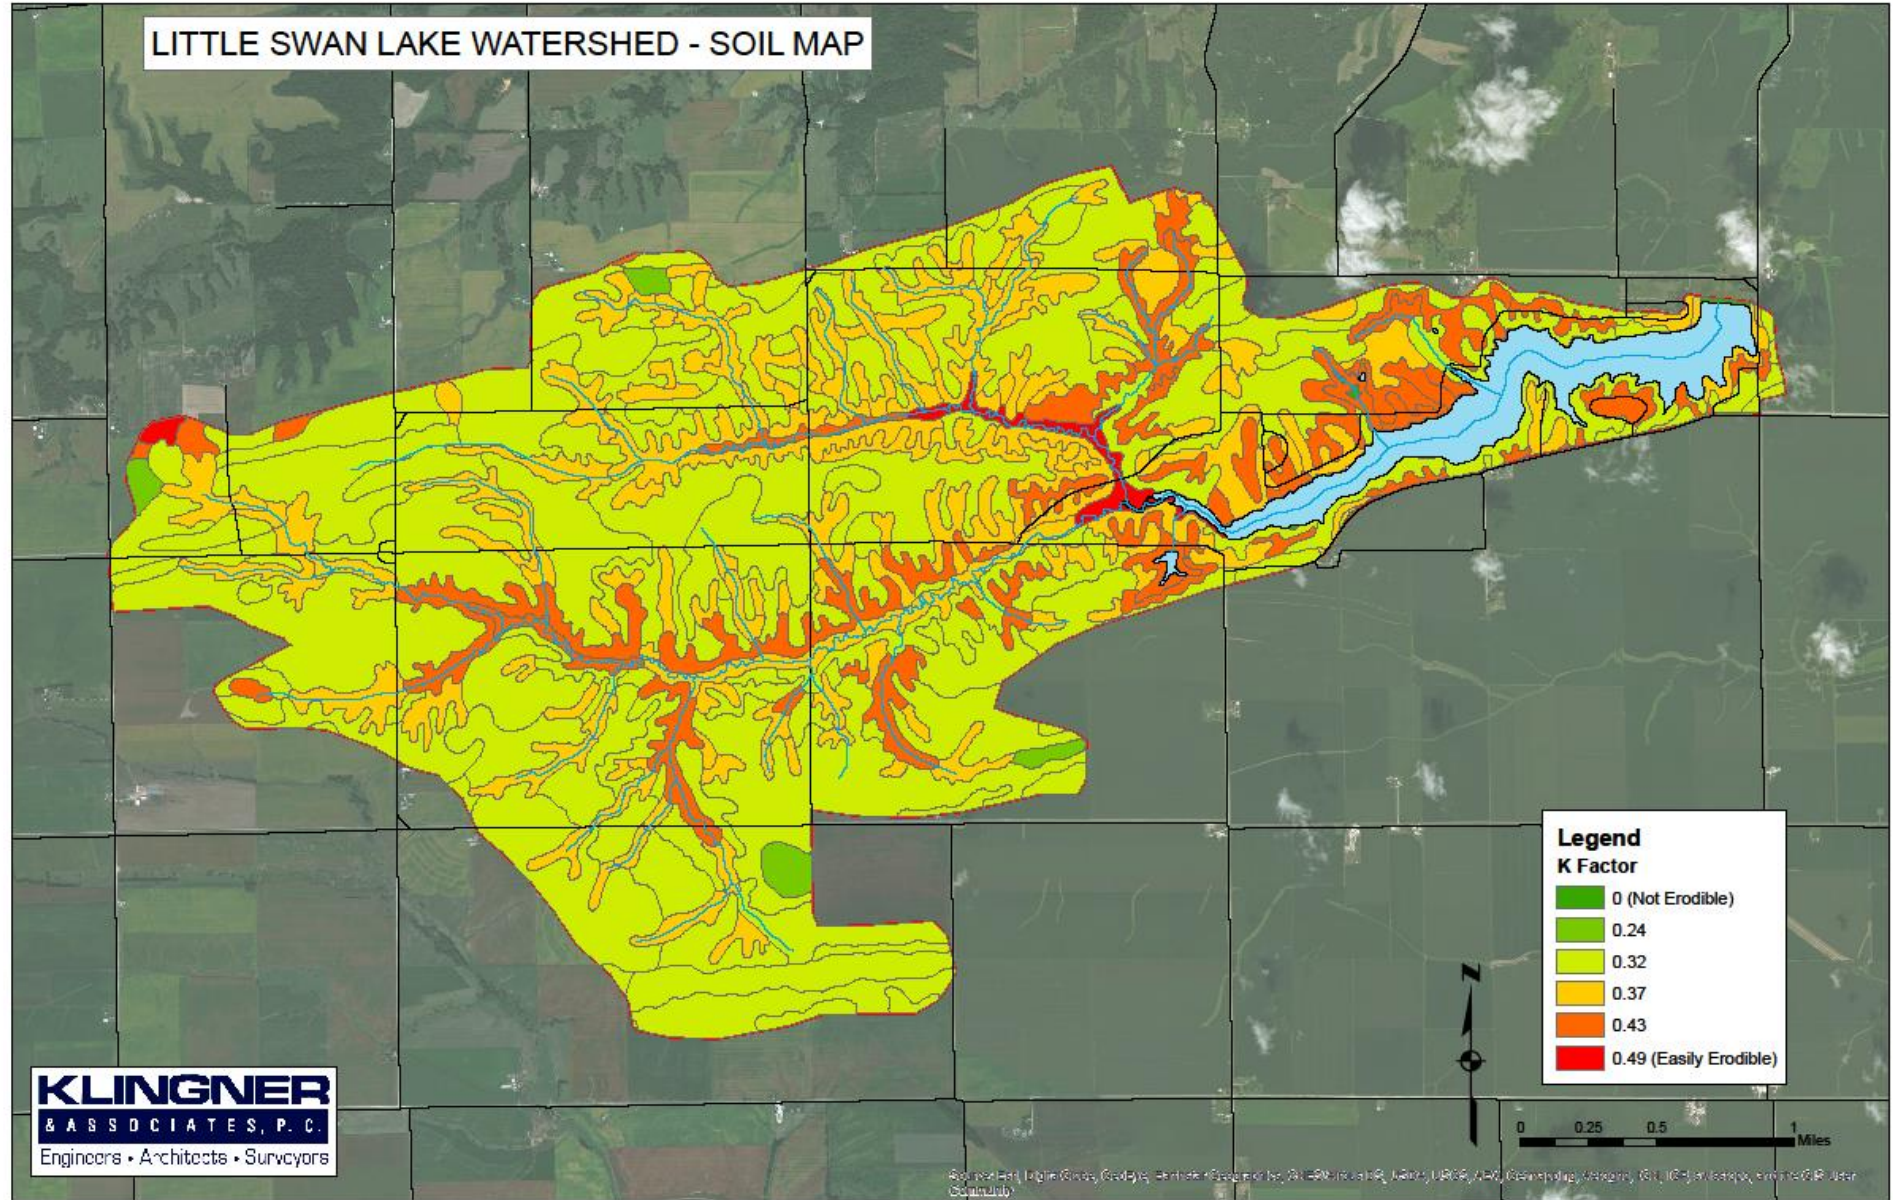 LITTLE SWAN LAKE WATERSHED - SOIL MAP
Legend
K Factor
0 (Not Erodible)
0.24
0.32
0.37
0.43
0.49 (Easily Erodible)
N
0 0.25 0.5 1
Miles
KLINGNER
& ASSOCIATES, P. C.
Engineers • Architects • Surveyors
Community